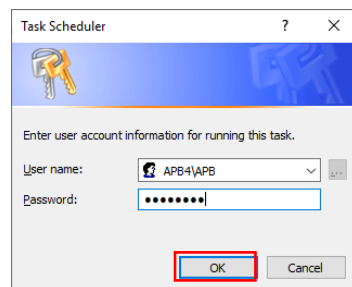 Task Scheduler
Enter user account information for running this task.
User name: APB4\APB ...
Password: ••••••••
OK Cancel